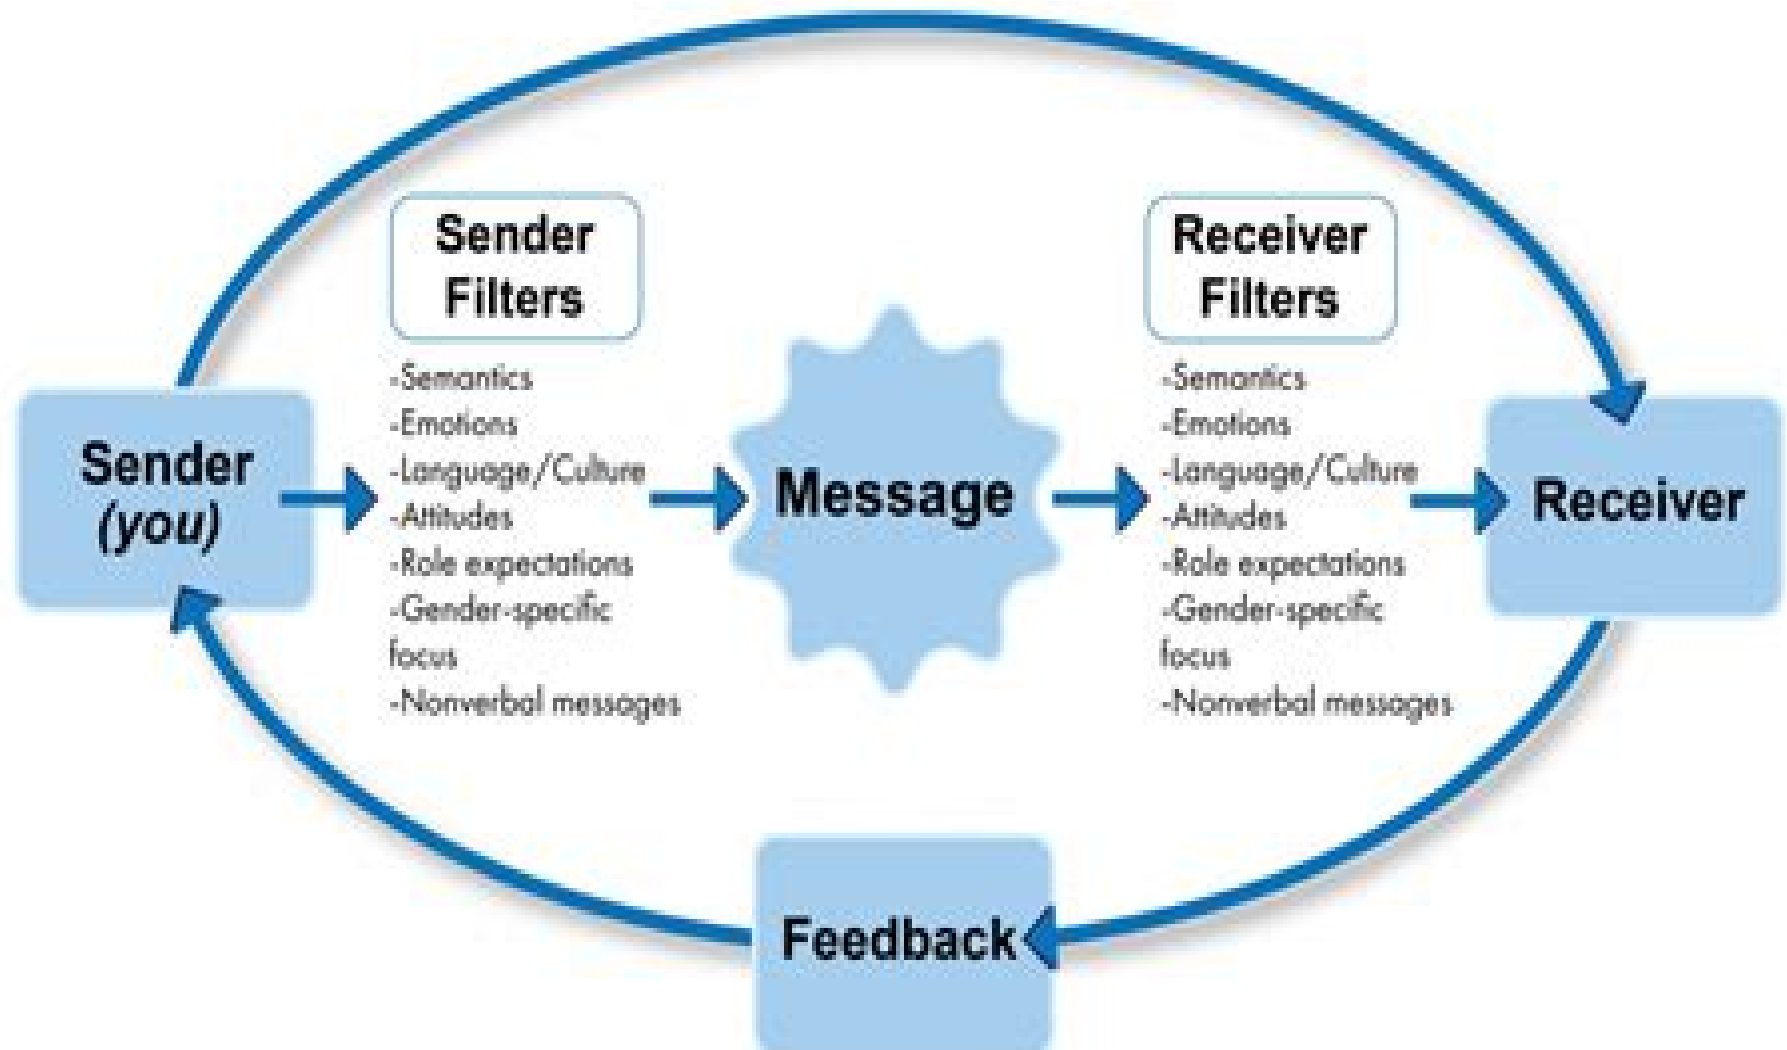 Sender
Filters
-Semantics
-Emotions
-Language/Culture
-Attitudes
-Role expectations
-Gender-specific
focus
-Nonverbal messages
Receiver
Filters
-Semantics
-Emotions
-Language/Culture
-Attitudes
-Role expectations
-Gender-specific
focus
-Nonverbal messages
Sender
(you)
Message
Receiver
Feedback